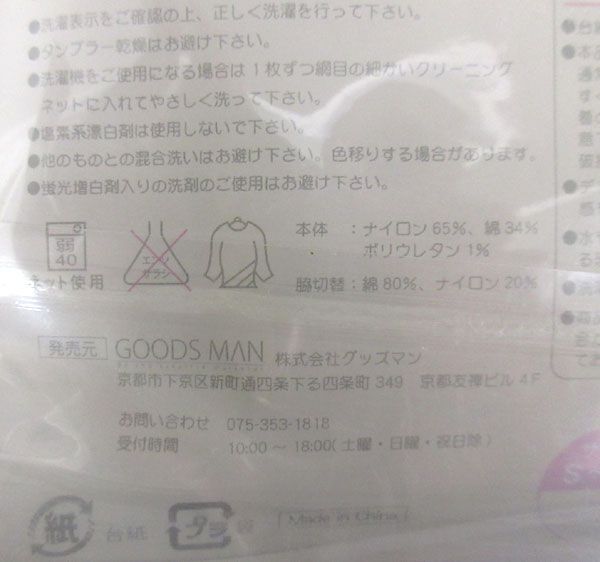 ●洗濯表示をご確認の上、正しく洗濯を行って下さい。
●タンブラー乾燥はお避け下さい。
●洗濯機をご使用になる場合は1枚ずつ網目の細かいクリーニング
ネットに入れてやさしく洗って下さい。
●塩素系漂白剤は使用しないで下さい。
●他のものとの混合洗いはお避け下さい。色移りする場合があります。
●蛍光増白剤入りの洗剤のご使用はお避け下さい。
弱
40
ネット使用
エンソ
サラシ
本体 : ナイロン65%、綿34%
ポリウレタン1%
脇切替 : 綿80%、ナイロン20%
発売元 GOODS MAN 株式会社グッズマン
京都市下京区新町通四条下る四条町349 京都友禅ビル4F
お問い合わせ 075-353-1818
受付時間 10:00~18:00(土曜・日曜・祝日除)
紙 台紙 プラ 袋 Made in China